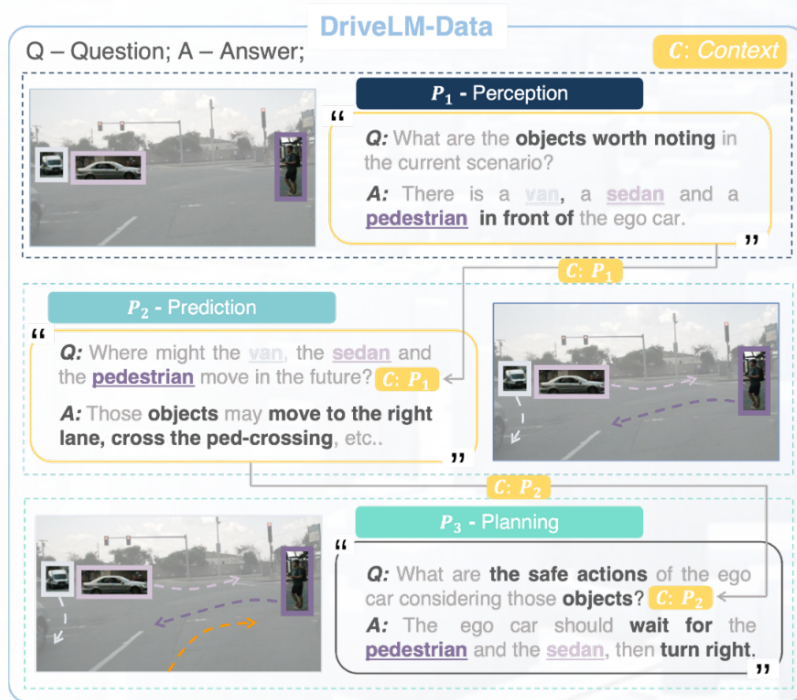 DriveLM-Data
Q – Question; A – Answer;
C: Context
P1 - Perception
“
Q: What are the objects worth noting in
the current scenario?
A: There is a van, a sedan and a
pedestrian in front of the ego car.
”
C: P1
P2 - Prediction
“
Q: Where might the van, the sedan and
the pedestrian move in the future? C: P1
A: Those objects may move to the right
lane, cross the ped-crossing, etc..
”
C: P2
P3 - Planning
“
Q: What are the safe actions of the ego
car considering those objects? C: P2
A: The ego car should wait for the
pedestrian and the sedan, then turn right.
”